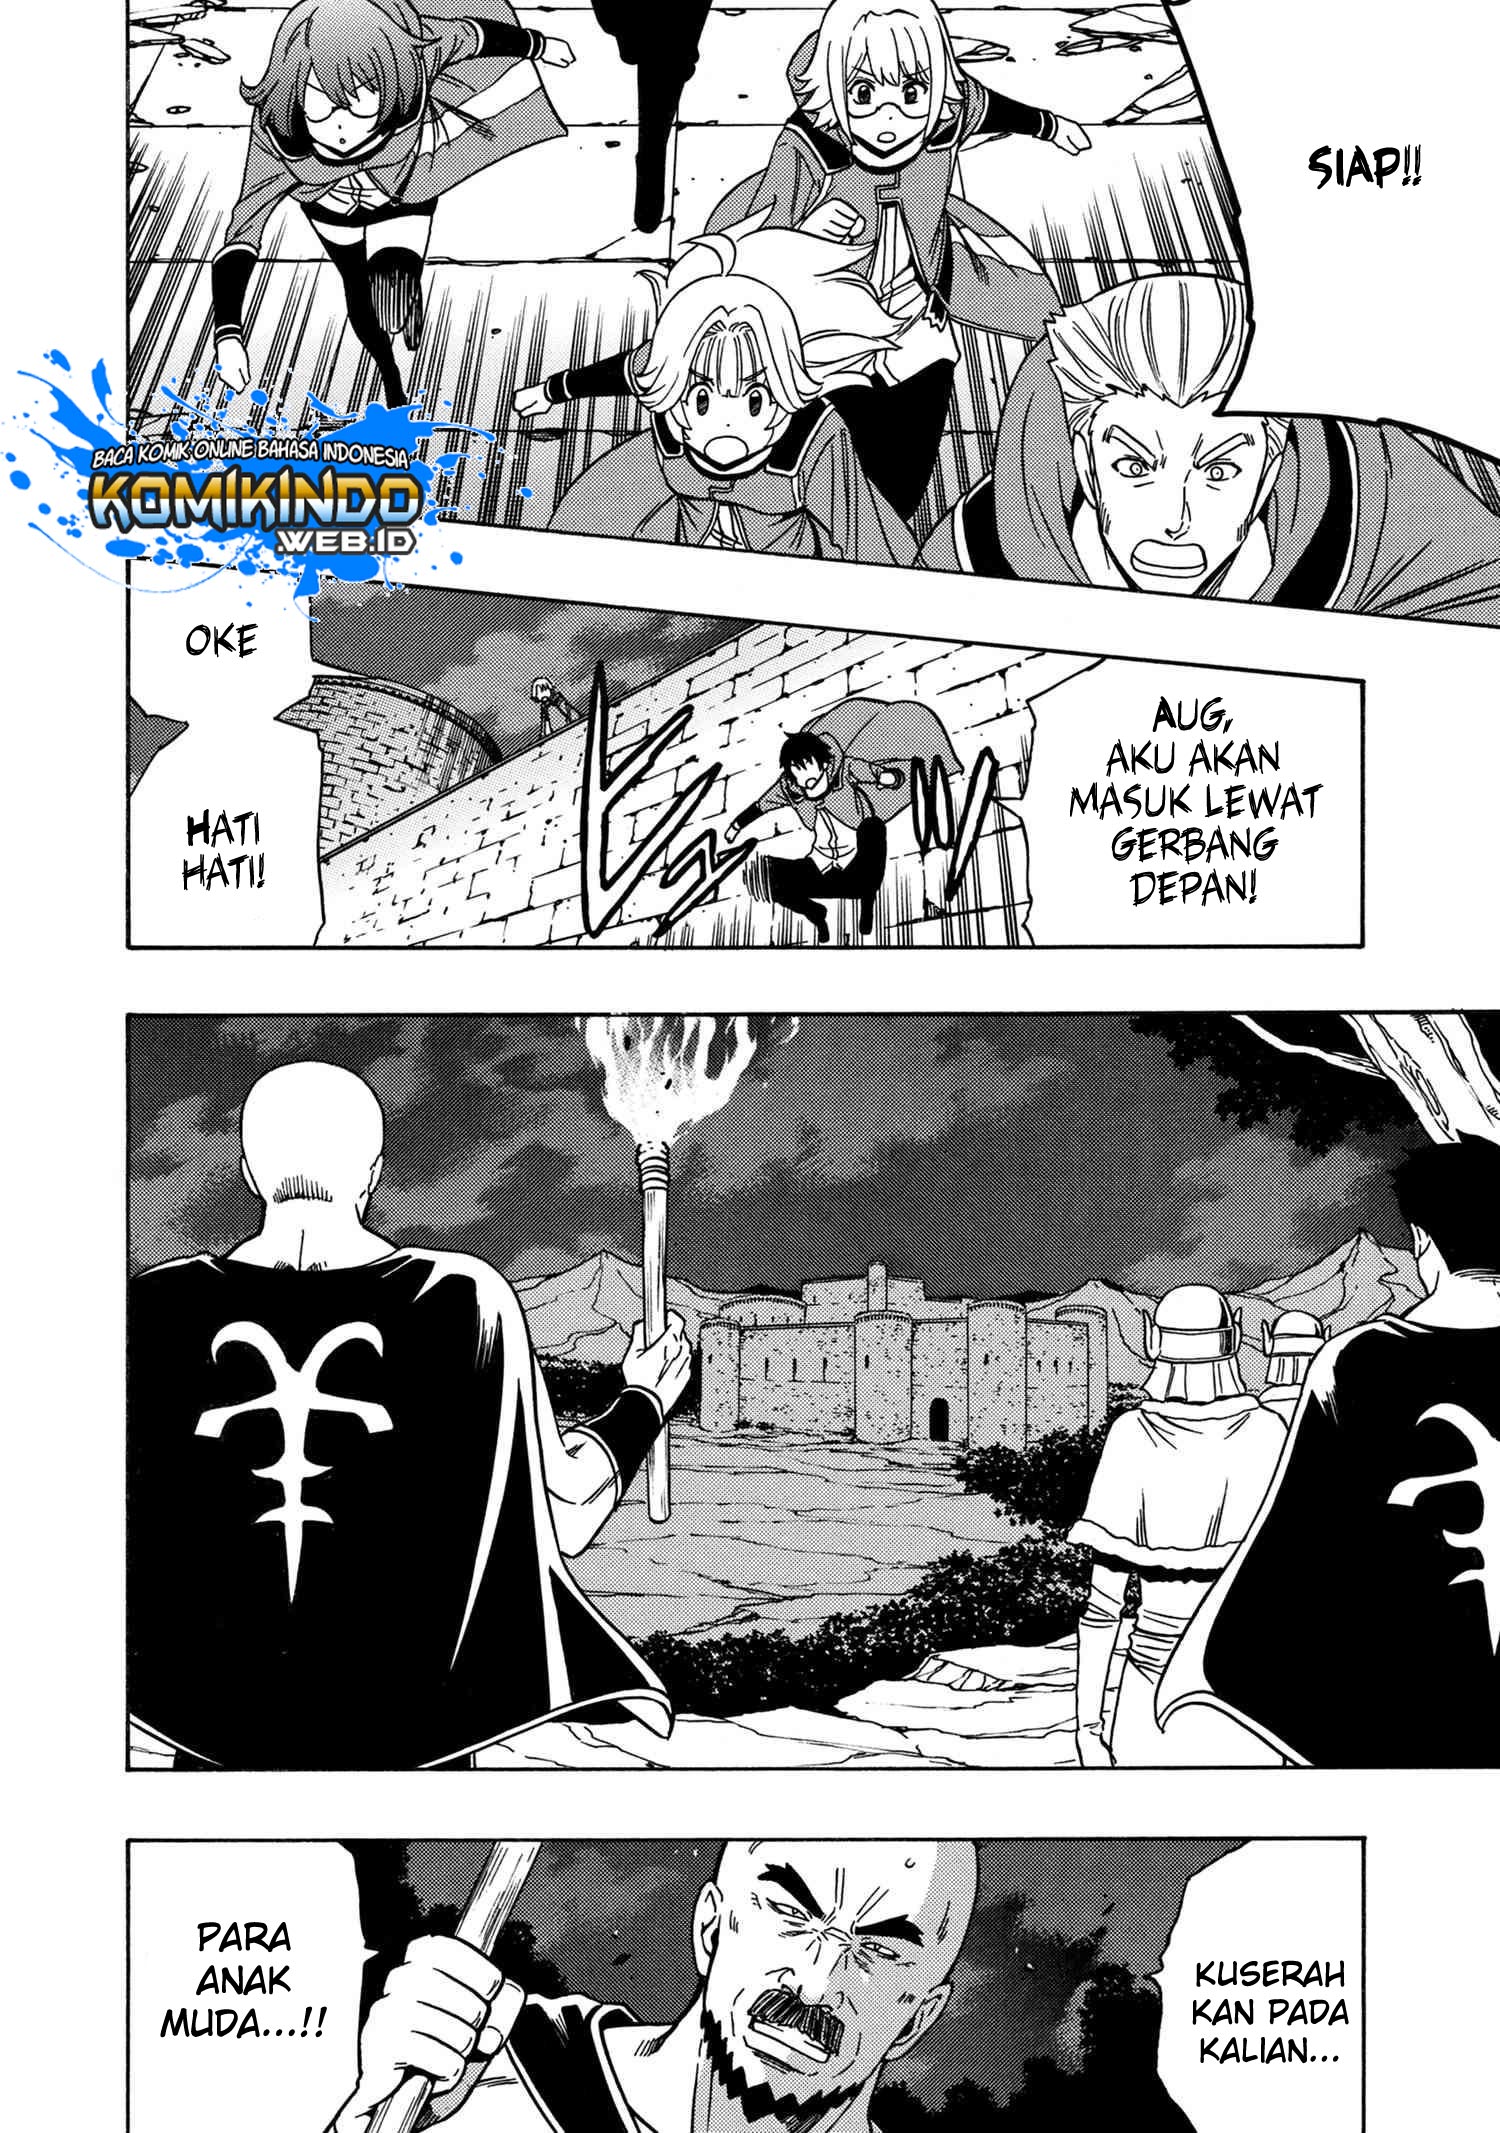 SIAP!!
BACA KOMIK ONLINE BAHASA INDONESIA
KOMIKINDO
WEB.ID
AUG,
AKU AKAN
MASUK LEWAT
GERBANG
DEPAN!
OKE
HATI
HATI!
KUSERAH
KAN PADA
KALIAN...
PARA
ANAK
MUDA...!!